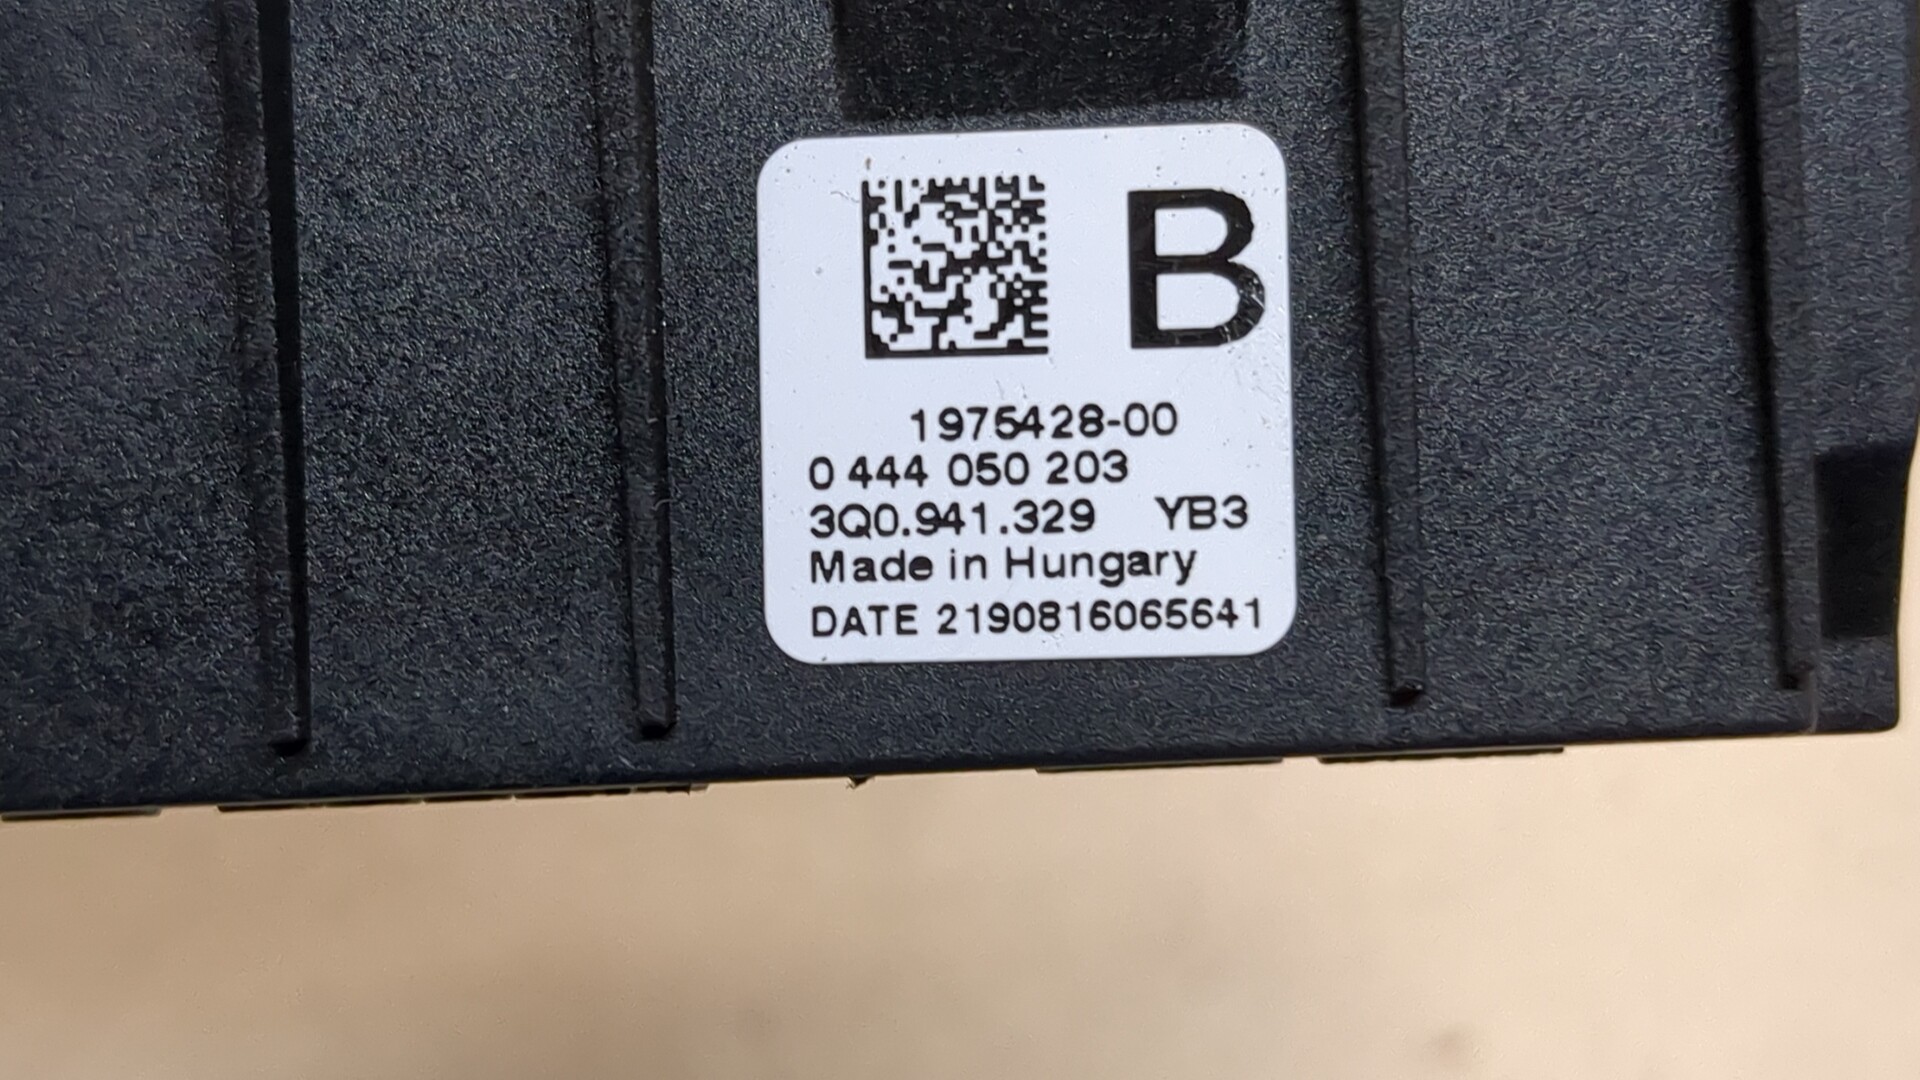 B
1975428-00
0 444 050 203
3Q0.941.329 YB3
Made in Hungary
DATE 2190816065641